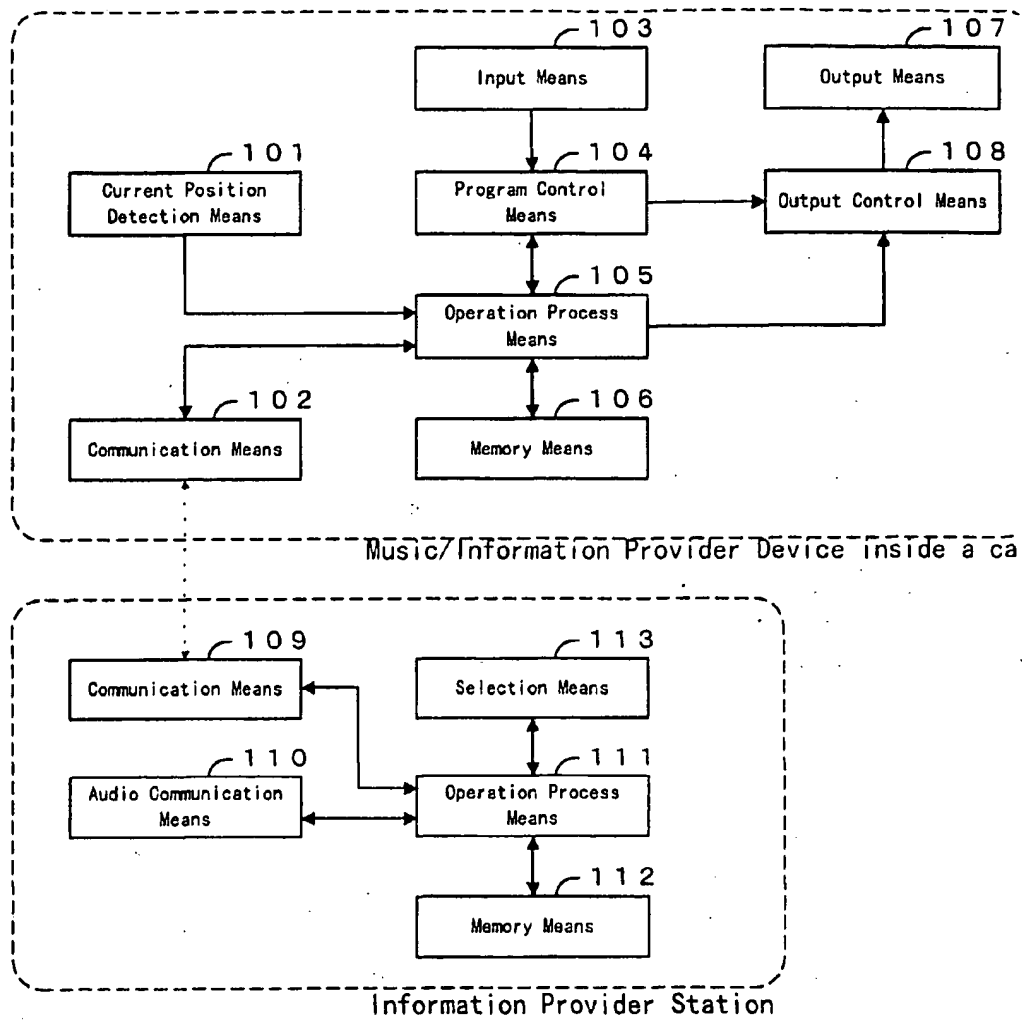 103
Input Means
107
Output Means
101
Current Position
Detection Means
104
Program Control
Means
108
Output Control Means
105
Operation Process
Means
102
Communication Means
106
Memory Means
Music/Information Provider Device inside a ca
109
Communication Means
113
Selection Means
110
Audio Communication
Means
111
Operation Process
Means
112
Memory Means
Information Provider Station